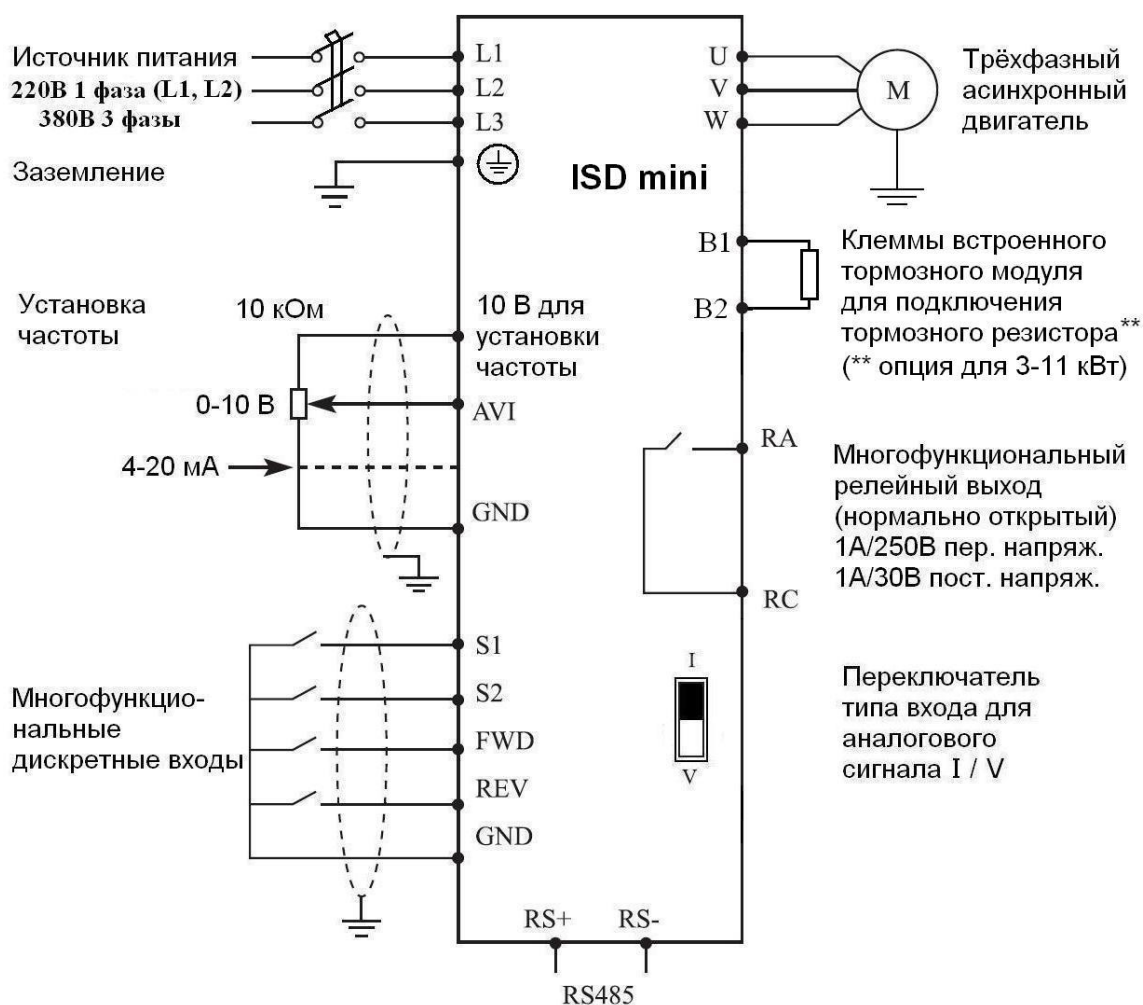 Источник питания
220В 1 фаза (L1, L2)
380В 3 фазы
Заземление
L1
L2
L3
ISD mini
U
V
W
M
Трёхфазный
асинхронный
двигатель
B1
B2
Клеммы встроенного
тормозного модуля
для подключения
тормозного резистора**
(** опция для 3-11 кВт)
Установка
частоты
10 кОм
10 В для
установки
частоты
0-10 В
AVI
4-20 мА
GND
RA
RC
Многофункциональный
релейный выход
(нормально открытый)
1А/250В пер. напряж.
1А/30В пост. напряж.
Многофункцио-
нальные
дискретные входы
S1
S2
FWD
REV
GND
I
V
Переключатель
типа входа для
аналогового
сигнала I / V
RS+
RS-
RS485